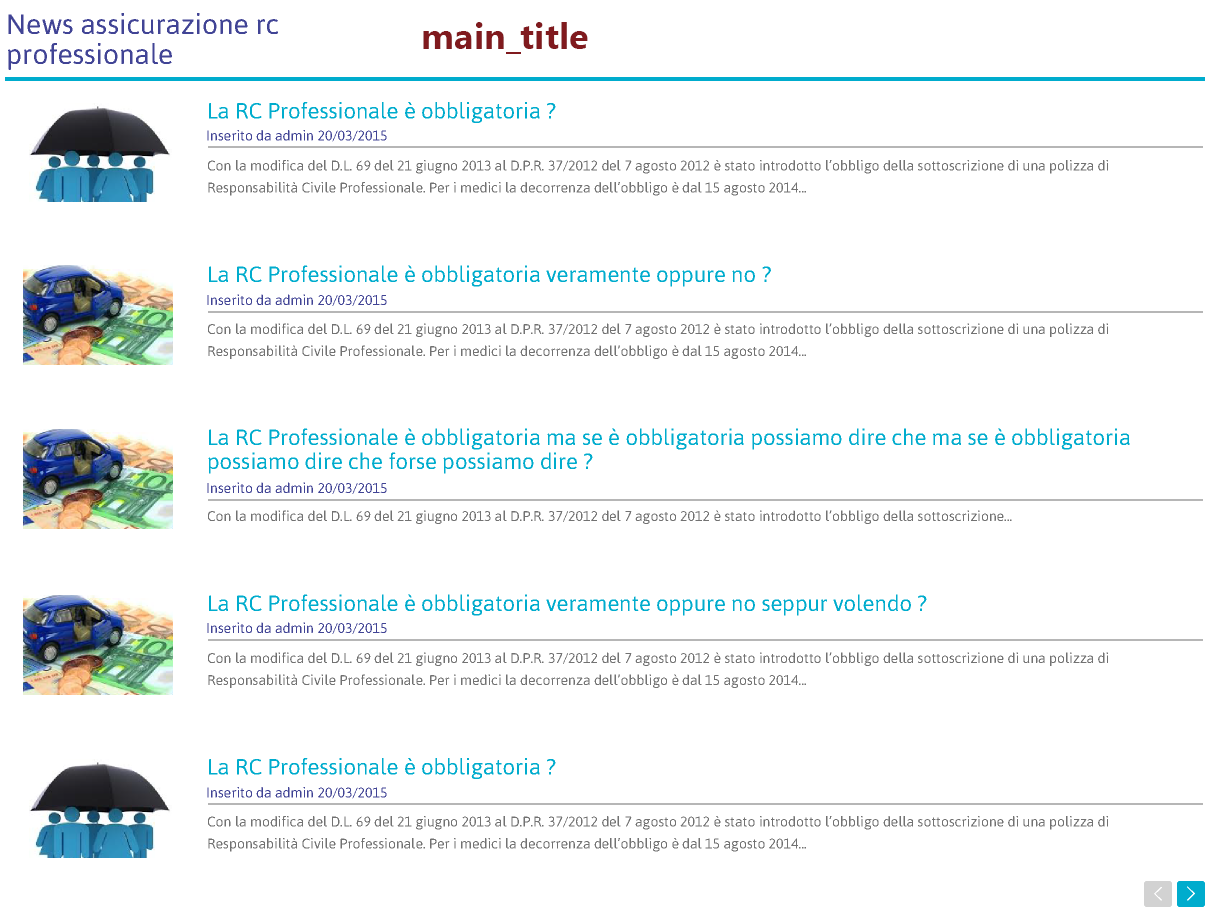 News assicurazione rc
professionale
main_title
La RC Professionale è obbligatoria ?
Inserito da admin 20/03/2015
Con la modifica del D.L. 69 del 21 giugno 2013 al D.P.R. 37/2012 del 7 agosto 2012 è stato introdotto l'obbligo della sottoscrizione di una polizza di
Responsabilità Civile Professionale. Per i medici la decorrenza dell'obbligo è dal 15 agosto 2014...
La RC Professionale è obbligatoria veramente oppure no ?
Inserito da admin 20/03/2015
Con la modifica del D.L. 69 del 21 giugno 2013 al D.P.R. 37/2012 del 7 agosto 2012 è stato introdotto l'obbligo della sottoscrizione di una polizza di
Responsabilità Civile Professionale. Per i medici la decorrenza dell'obbligo è dal 15 agosto 2014...
100
La RC Professionale è obbligatoria ma se è obbligatoria possiamo dire che ma se è obbligatoria
possiamo dire che forse possiamo dire ?
Inserito da admin 20/03/2015
Con la modifica del D.L. 69 del 21 giugno 2013 al D.P.R. 37/2012 del 7 agosto 2012 è stato introdotto l'obbligo della sottoscrizione...
100
La RC Professionale è obbligatoria veramente oppure no seppur volendo ?
Inserito da admin 20/03/2015
Con la modifica del D.L. 69 del 21 giugno 2013 al D.P.R. 37/2012 del 7 agosto 2012 è stato introdotto l'obbligo della sottoscrizione di una polizza di
Responsabilità Civile Professionale. Per i medici la decorrenza dell'obbligo è dal 15 agosto 2014...
100
La RC Professionale è obbligatoria ?
Inserito da admin 20/03/2015
Con la modifica del D.L. 69 del 21 giugno 2013 al D.P.R. 37/2012 del 7 agosto 2012 è stato introdotto l'obbligo della sottoscrizione di una polizza di
Responsabilità Civile Professionale. Per i medici la decorrenza dell'obbligo è dal 15 agosto 2014...